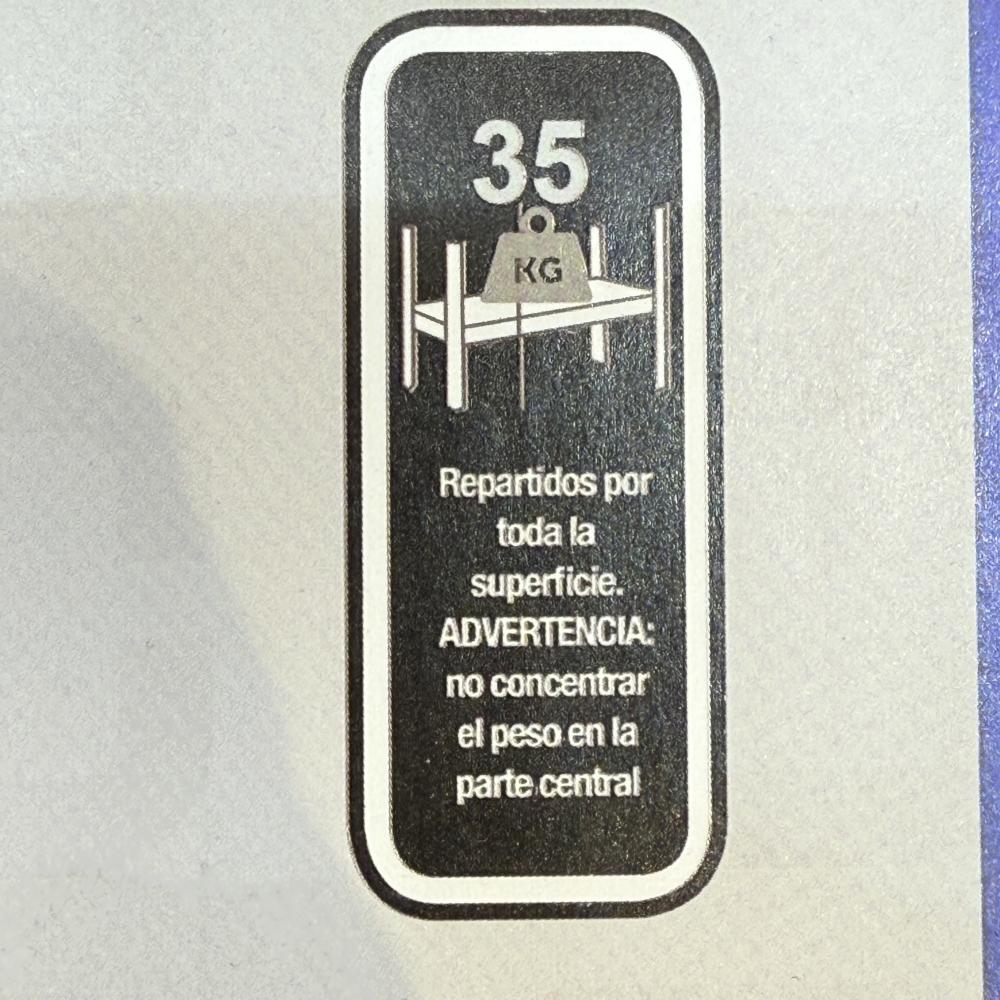 35
KG
Repartidos por
toda la
superficie.
ADVERTENCIA:
no concentrar
el peso en la
parte central